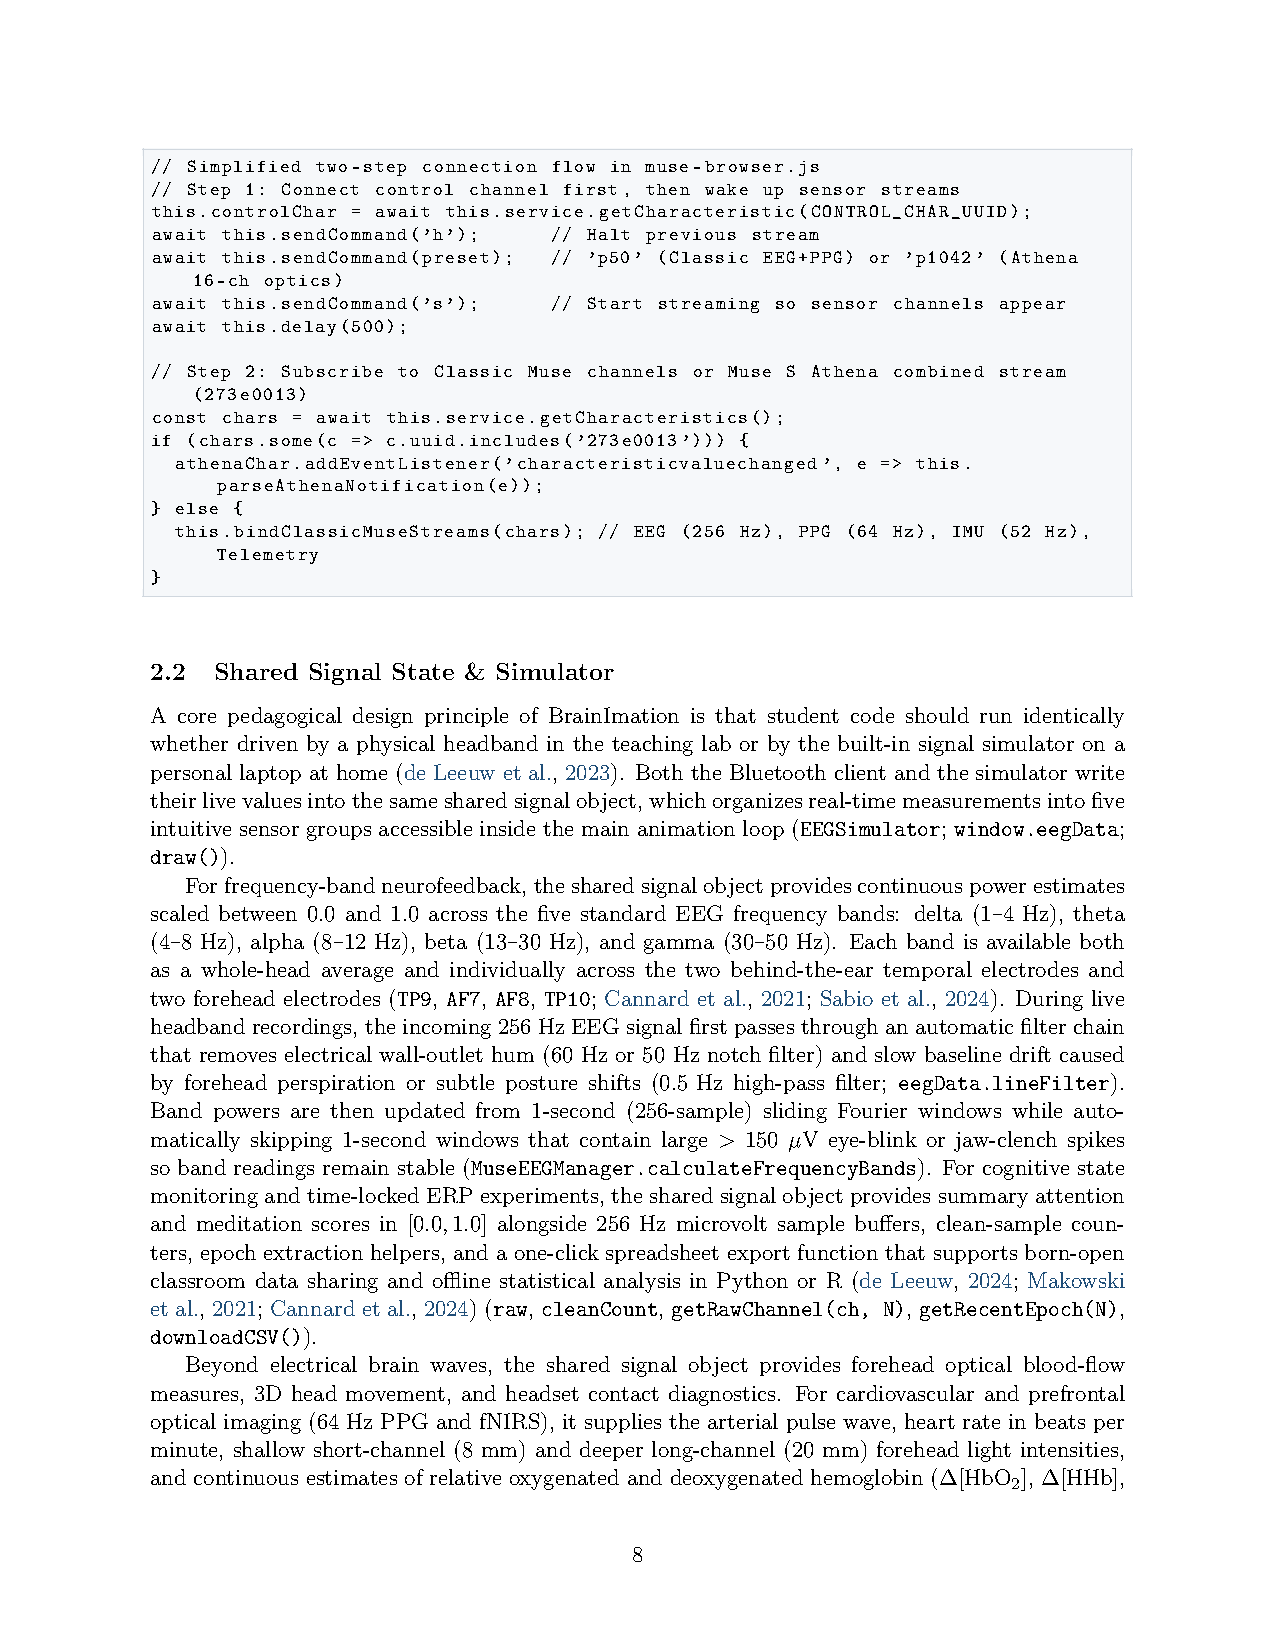 // Simplified two-step connection flow in muse-browser.js
// Step 1: Connect control channel first, then wake up sensor streams
this.controlChar = await this.service.getCharacteristic(CONTROL_CHAR_UUID);
await this.sendCommand('h');      // Halt previous stream
await this.sendCommand(preset);   // 'p50' (Classic EEG+PPG) or 'p1042' (Athena
16-ch optics)
await this.sendCommand('s');      // Start streaming so sensor channels appear
await this.delay(500);
// Step 2: Subscribe to Classic Muse channels or Muse S Athena combined stream
(273e0013)
const chars = await this.service.getCharacteristics();
if (chars.some(c => c.uuid.includes('273e0013'))) {
athenaChar.addEventListener('characteristicvaluechanged', e => this.
parseAthenaNotification(e));
} else {
this.bindClassicMuseStreams(chars); // EEG (256 Hz), PPG (64 Hz), IMU (52 Hz),
Telemetry
}
2.2 Shared Signal State & Simulator
A core pedagogical design principle of BrainImation is that student code should run identically
whether driven by a physical headband in the teaching lab or by the built-in signal simulator on a
personal laptop at home (de Leeuw et al., 2023). Both the Bluetooth client and the simulator write
their live values into the same shared signal object, which organizes real-time measurements into five
intuitive sensor groups accessible inside the main animation loop (EEGSimulator; window.eegData;
draw()).
For frequency-band neurofeedback, the shared signal object provides continuous power estimates
scaled between 0.0 and 1.0 across the five standard EEG frequency bands: delta (1–4 Hz), theta
(4–8 Hz), alpha (8–12 Hz), beta (13–30 Hz), and gamma (30–50 Hz). Each band is available both
as a whole-head average and individually across the two behind-the-ear temporal electrodes and
two forehead electrodes (TP9, AF7, AF8, TP10; Cannard et al., 2021; Sabio et al., 2024). During live
headband recordings, the incoming 256 Hz EEG signal first passes through an automatic filter chain
that removes electrical wall-outlet hum (60 Hz or 50 Hz notch filter) and slow baseline drift caused
by forehead perspiration or subtle posture shifts (0.5 Hz high-pass filter; eegData.lineFilter).
Band powers are then updated from 1-second (256-sample) sliding Fourier windows while auto-
matically skipping 1-second windows that contain large > 150 μV eye-blink or jaw-clench spikes
so band readings remain stable (MuseEEGManager.calculateFrequencyBands). For cognitive state
monitoring and time-locked ERP experiments, the shared signal object provides summary attention
and meditation scores in [0.0, 1.0] alongside 256 Hz microvolt sample buffers, clean-sample coun-
ters, epoch extraction helpers, and a one-click spreadsheet export function that supports born-open
classroom data sharing and offline statistical analysis in Python or R (de Leeuw, 2024; Makowski
et al., 2021; Cannard et al., 2024) (raw, cleanCount, getRawChannel(ch, N), getRecentEpoch(N),
downloadCSV()).
Beyond electrical brain waves, the shared signal object provides forehead optical blood-flow
measures, 3D head movement, and headset contact diagnostics. For cardiovascular and prefrontal
optical imaging (64 Hz PPG and fNIRS), it supplies the arterial pulse wave, heart rate in beats per
minute, shallow short-channel (8 mm) and deeper long-channel (20 mm) forehead light intensities,
and continuous estimates of relative oxygenated and deoxygenated hemoglobin (Δ[HbO₂], Δ[HHb],
8